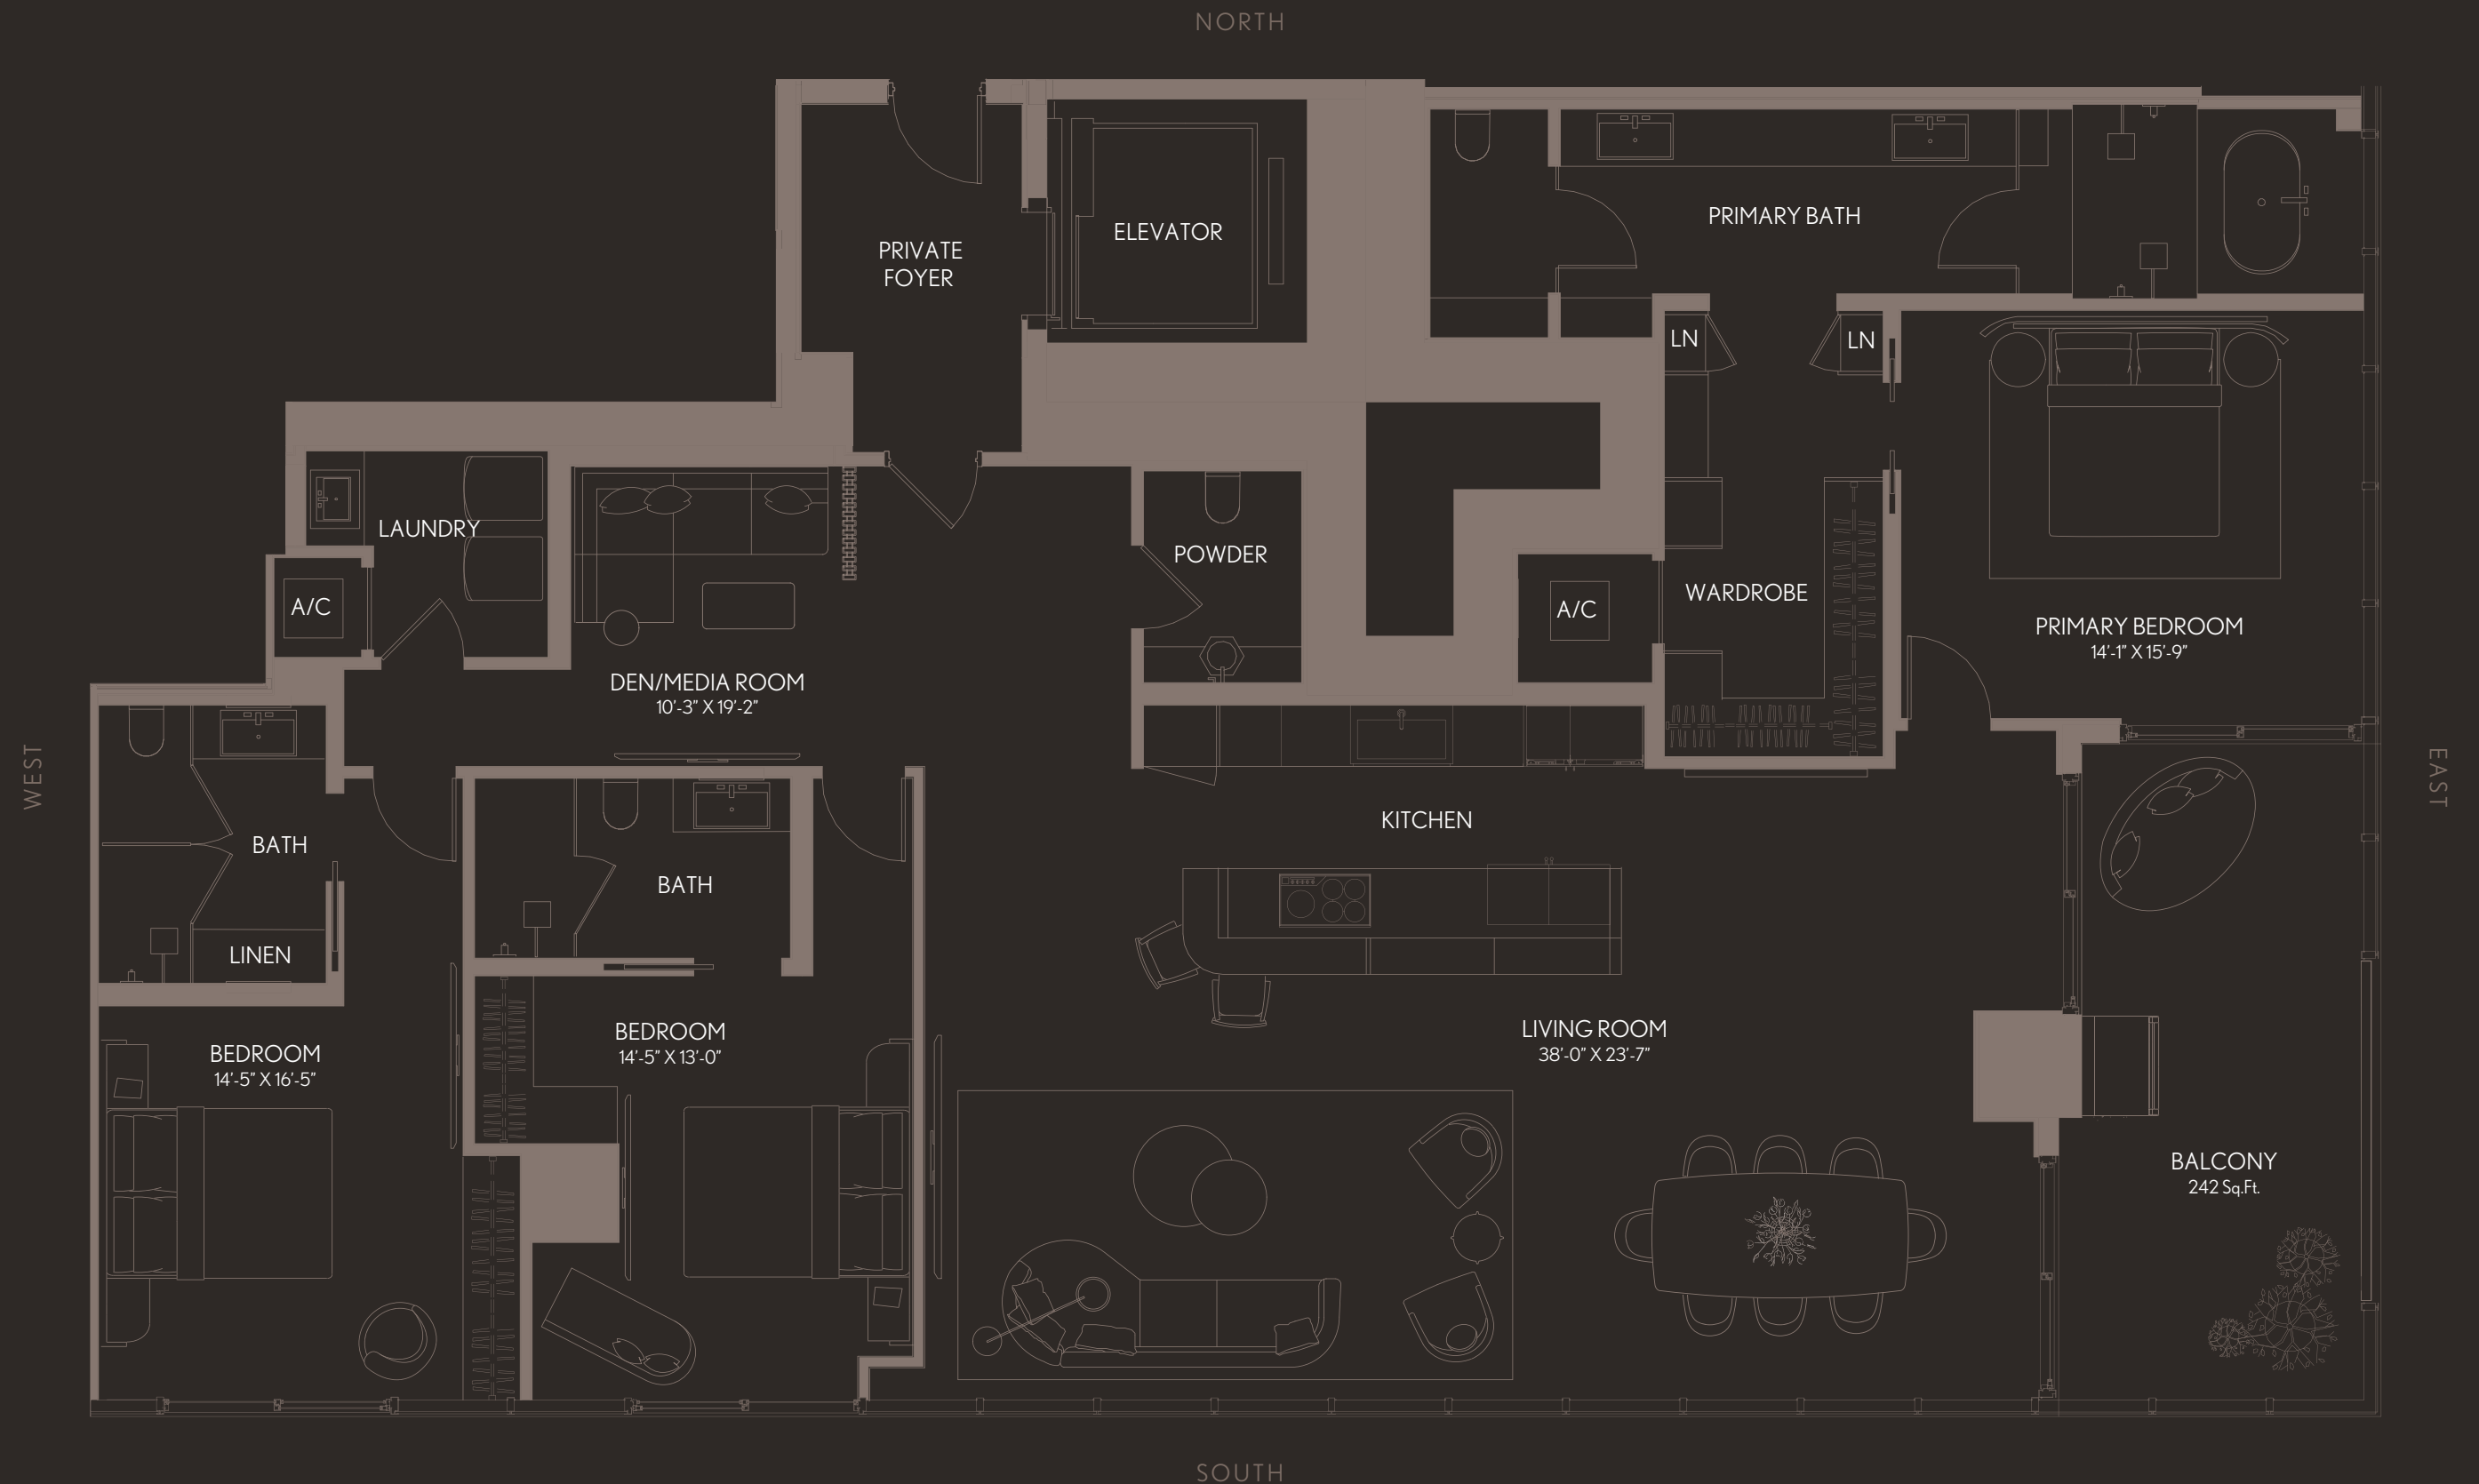 NORTH
PRIVATE
FOYER
ELEVATOR
PRIMARY BATH
LN
LN
LAUNDRY
A/C
POWDER
A/C
WARDROBE
PRIMARY BEDROOM
14'-1" X 15'-9"
DEN/MEDIA ROOM
10'-3" X 19'-2"
WEST
EAST
BATH
BATH
KITCHEN
LINEN
BEDROOM
14'-5" X 16'-5"
BEDROOM
14'-5" X 13'-0"
LIVING ROOM
38'-0" X 23'-7"
BALCONY
242 Sq.Ft.
SOUTH